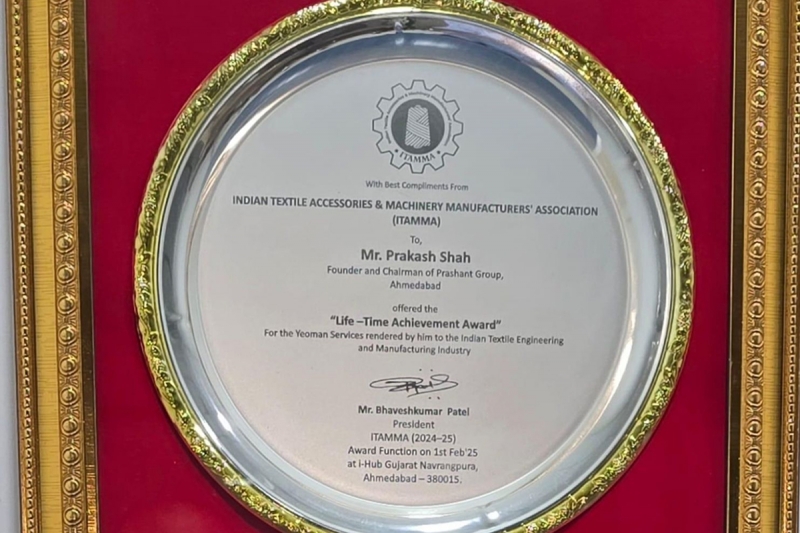 ITAMMA
With Best Compliments From
INDIAN TEXTILE ACCESSORIES & MACHINERY MANUFACTURERS' ASSOCIATION
(ITAMMA)
To,
Mr. Prakash Shah
Founder and Chairman of Prashant Group,
Ahmedabad
offered the
“Life –Time Achievement Award”
For the Yeoman Services rendered by him to the Indian Textile Engineering
and Manufacturing Industry
Mr. Bhaveshkumar Patel
President
ITAMMA (2024–25)
Award Function on 1st Feb'25
at i-Hub Gujarat Navrangpura,
Ahmedabad – 380015.